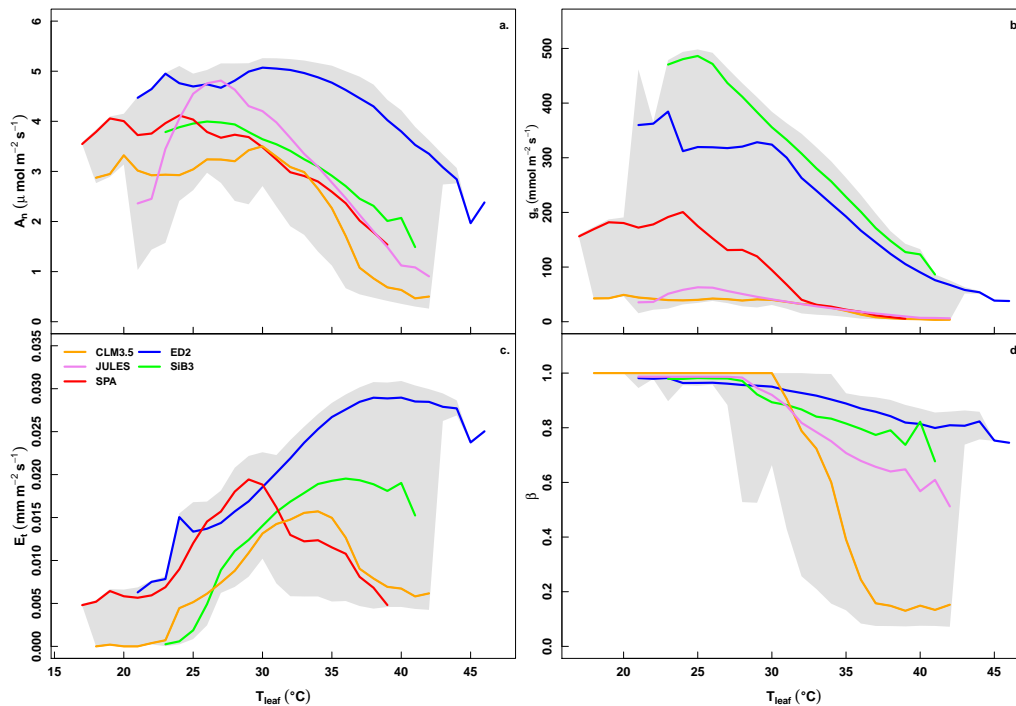 a.
A_n (μ mol m⁻² s⁻¹)
0 1 2 3 4 5 6
b.
g_s (mmol m⁻² s⁻¹)
0 100 200 300 400 500
c.
CLM3.5
JULES
SPA
ED2
SiB3
E_t (mm m⁻² s⁻¹)
0.000 0.005 0.010 0.015 0.020 0.025 0.030 0.035
15 20 25 30 35 40 45
T_leaf (°C)
d.
β
0.0 0.2 0.4 0.6 0.8 1.0
20 25 30 35 40 45
T_leaf (°C)